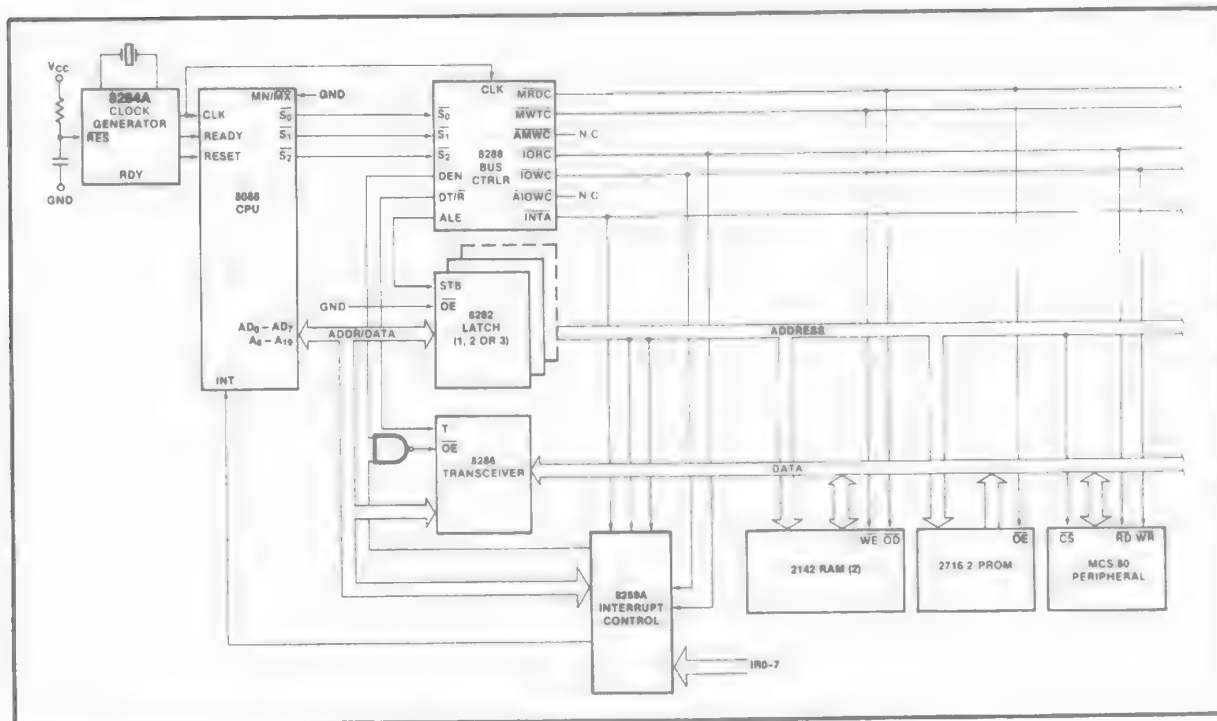 VCC
8284A
CLOCK
GENERATOR
RES
RDY
GND
CLK
READY
RESET
MN/MX
GND
S0
S1
S2
8088
CPU
AD0 – AD7
A8 – A19
INT
CLK
S0
S1
S2
DEN
DT/R
ALE
8288
BUS
CTRLR
MRDC
MWTC
AMWC
IORC
IOWC
AIOWC
INTA
N C
N C
GND
STB
OE
8282
LATCH
(1, 2 OR 3)
ADDR/DATA
ADDRESS
T
OE
8286
TRANSCEIVER
DATA
8259A
INTERRUPT
CONTROL
IR0-7
WE OD
2142 RAM (2)
OE
2716 2 PROM
CS RD WR
MCS 80
PERIPHERAL